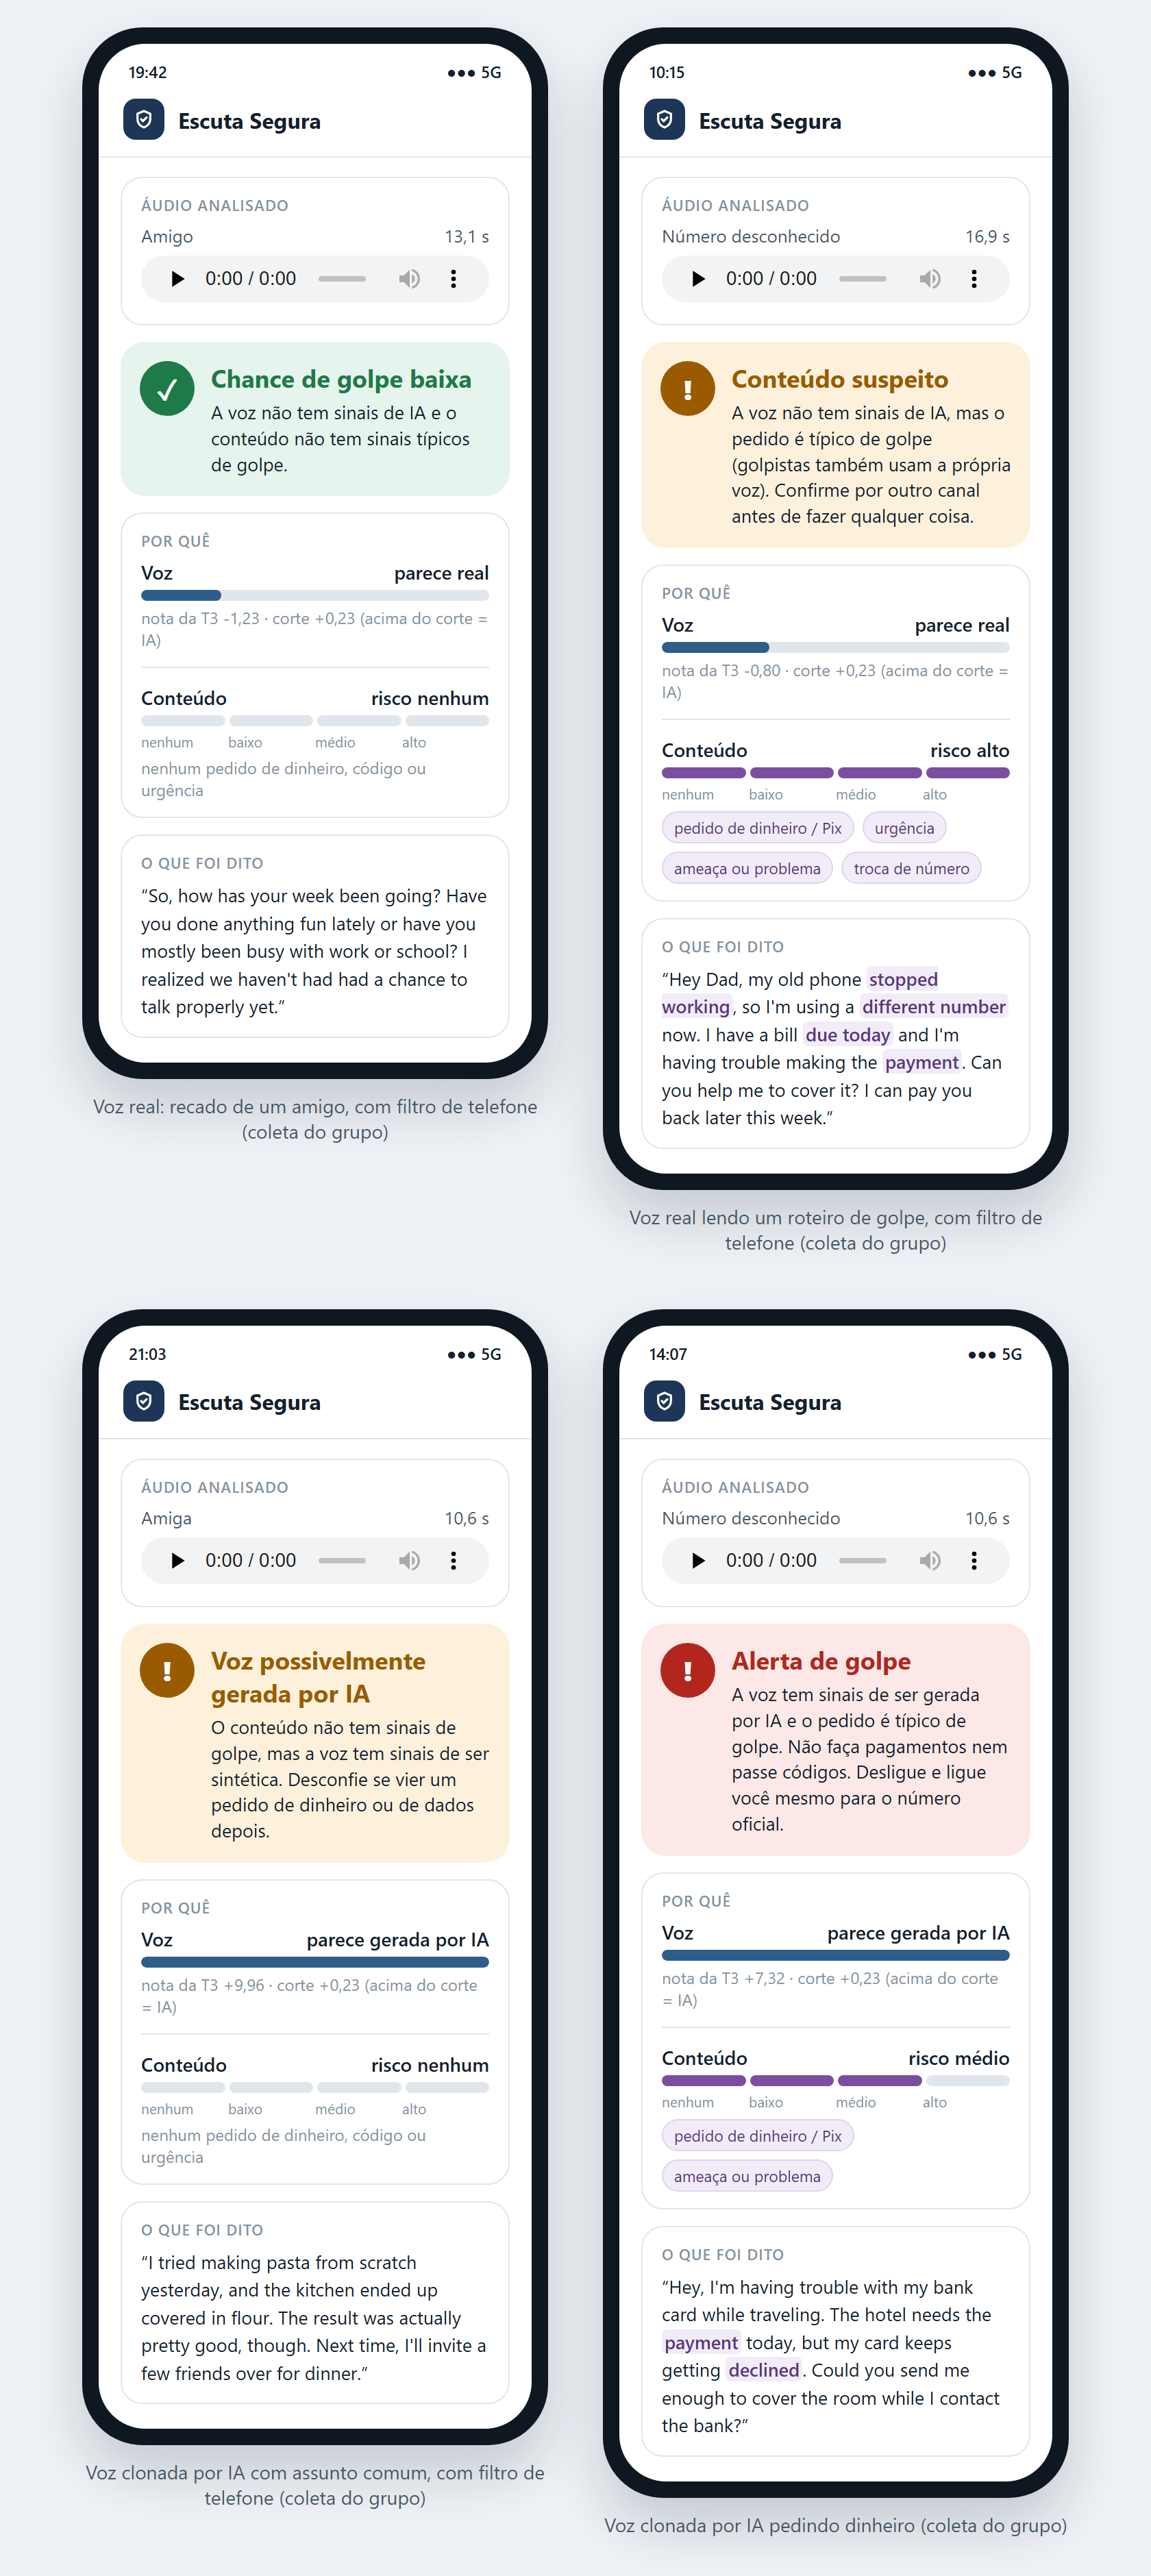 19:42
●●● 5G
Escuta Segura
ÁUDIO ANALISADO
Amigo
13,1 s
0:00 / 0:00
Chance de golpe baixa
A voz não tem sinais de IA e o
conteúdo não tem sinais típicos
de golpe.
POR QUÊ
Voz
parece real
nota da T3 -1,23 · corte +0,23 (acima do corte =
IA)
Conteúdo
risco nenhum
nenhum
baixo
médio
alto
nenhum pedido de dinheiro, código ou
urgência
O QUE FOI DITO
“So, how has your week been going? Have
you done anything fun lately or have you
mostly been busy with work or school? I
realized we haven't had had a chance to
talk properly yet.”
Voz real: recado de um amigo, com filtro de telefone
(coleta do grupo)
10:15
●●● 5G
Escuta Segura
ÁUDIO ANALISADO
Número desconhecido
16,9 s
0:00 / 0:00
Conteúdo suspeito
A voz não tem sinais de IA, mas o
pedido é típico de golpe
(golpistas também usam a própria
voz). Confirme por outro canal
antes de fazer qualquer coisa.
POR QUÊ
Voz
parece real
nota da T3 -0,80 · corte +0,23 (acima do corte =
IA)
Conteúdo
risco alto
nenhum
baixo
médio
alto
pedido de dinheiro / Pix
urgência
ameaça ou problema
troca de número
O QUE FOI DITO
“Hey Dad, my old phone stopped
working, so I'm using a different number
now. I have a bill due today and I'm
having trouble making the payment. Can
you help me to cover it? I can pay you
back later this week.”
Voz real lendo um roteiro de golpe, com filtro de
telefone (coleta do grupo)
21:03
●●● 5G
Escuta Segura
ÁUDIO ANALISADO
Amiga
10,6 s
0:00 / 0:00
Voz possivelmente
gerada por IA
O conteúdo não tem sinais de
golpe, mas a voz tem sinais de ser
sintética. Desconfie se vier um
pedido de dinheiro ou de dados
depois.
POR QUÊ
Voz
parece gerada por IA
nota da T3 +9,96 · corte +0,23 (acima do corte
= IA)
Conteúdo
risco nenhum
nenhum
baixo
médio
alto
nenhum pedido de dinheiro, código ou
urgência
O QUE FOI DITO
“I tried making pasta from scratch
yesterday, and the kitchen ended up
covered in flour. The result was actually
pretty good, though. Next time, I'll invite a
few friends over for dinner.”
Voz clonada por IA com assunto comum, com filtro de
telefone (coleta do grupo)
14:07
●●● 5G
Escuta Segura
ÁUDIO ANALISADO
Número desconhecido
10,6 s
0:00 / 0:00
Alerta de golpe
A voz tem sinais de ser gerada
por IA e o pedido é típico de
golpe. Não faça pagamentos nem
passe códigos. Desligue e ligue
você mesmo para o número
oficial.
POR QUÊ
Voz
parece gerada por IA
nota da T3 +7,32 · corte +0,23 (acima do corte
= IA)
Conteúdo
risco médio
nenhum
baixo
médio
alto
pedido de dinheiro / Pix
ameaça ou problema
O QUE FOI DITO
“Hey, I'm having trouble with my bank
card while traveling. The hotel needs the
payment today, but my card keeps
getting declined. Could you send me
enough to cover the room while I contact
the bank?”
Voz clonada por IA pedindo dinheiro (coleta do grupo)